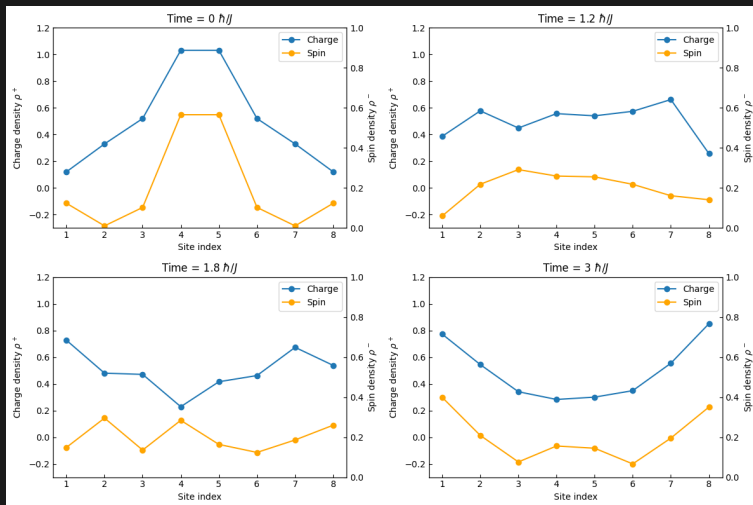 Time = 0 ℏ/J
Charge
Spin
Charge density ρ⁺
1.2
1.0
0.8
0.6
0.4
0.2
0.0
−0.2
1.0
0.8
0.6
0.4
0.2
0.0
Spin density ρ⁻
1 2 3 4 5 6 7 8
Site index
Time = 1.2 ℏ/J
Charge
Spin
Charge density ρ⁺
1.2
1.0
0.8
0.6
0.4
0.2
0.0
−0.2
1.0
0.8
0.6
0.4
0.2
0.0
Spin density ρ⁻
1 2 3 4 5 6 7 8
Site index
Time = 1.8 ℏ/J
Charge
Spin
Charge density ρ⁺
1.2
1.0
0.8
0.6
0.4
0.2
0.0
−0.2
1.0
0.8
0.6
0.4
0.2
0.0
Spin density ρ⁻
1 2 3 4 5 6 7 8
Site index
Time = 3 ℏ/J
Charge
Spin
Charge density ρ⁺
1.2
1.0
0.8
0.6
0.4
0.2
0.0
−0.2
1.0
0.8
0.6
0.4
0.2
0.0
Spin density ρ⁻
1 2 3 4 5 6 7 8
Site index